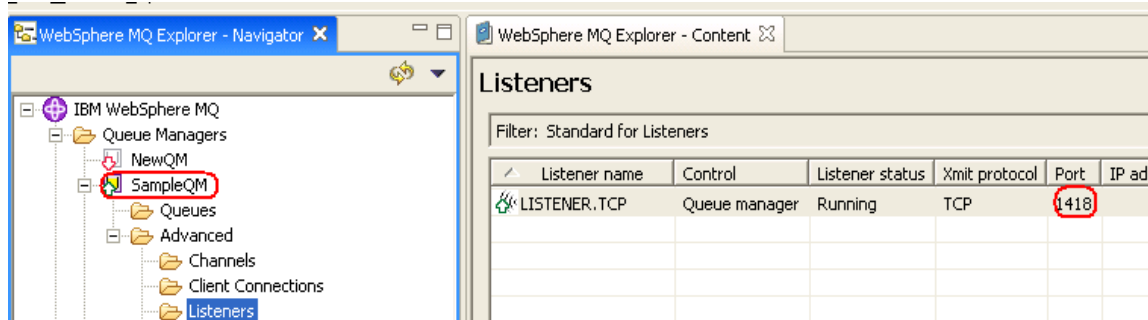 WebSphere MQ Explorer - Navigator
IBM WebSphere MQ
Queue Managers
NewQM
SampleQM
Queues
Advanced
Channels
Client Connections
Listeners
WebSphere MQ Explorer - Content
Listeners
Filter: Standard for Listeners
Listener name Control Listener status Xmit protocol Port IP ad
LISTENER.TCP Queue manager Running TCP 1418